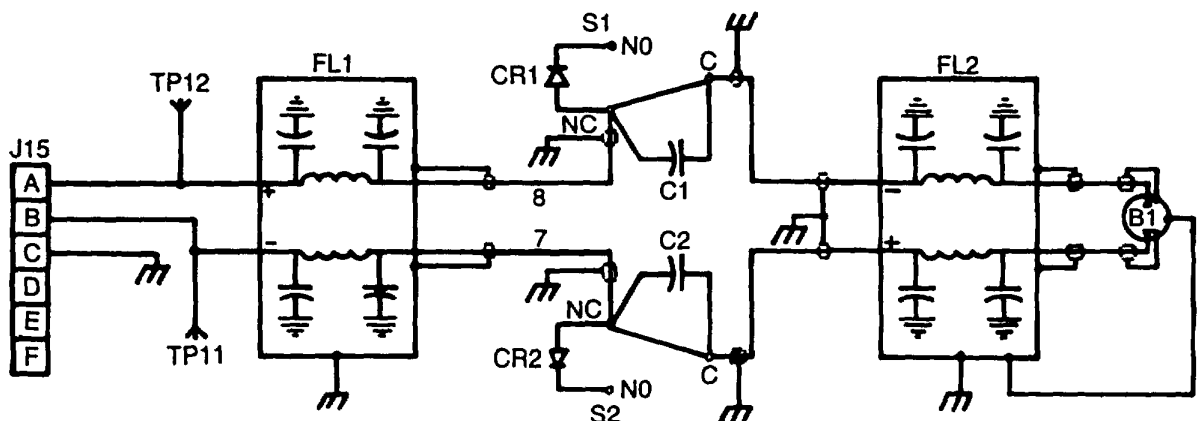 S1
N0
C
FL1
FL2
TP12
CR1
J15
NC
A
+
C1
-
B
8
B1
7
C2
-
+
C
D
NC
E
TP11
CR2
C
F
N0
S2